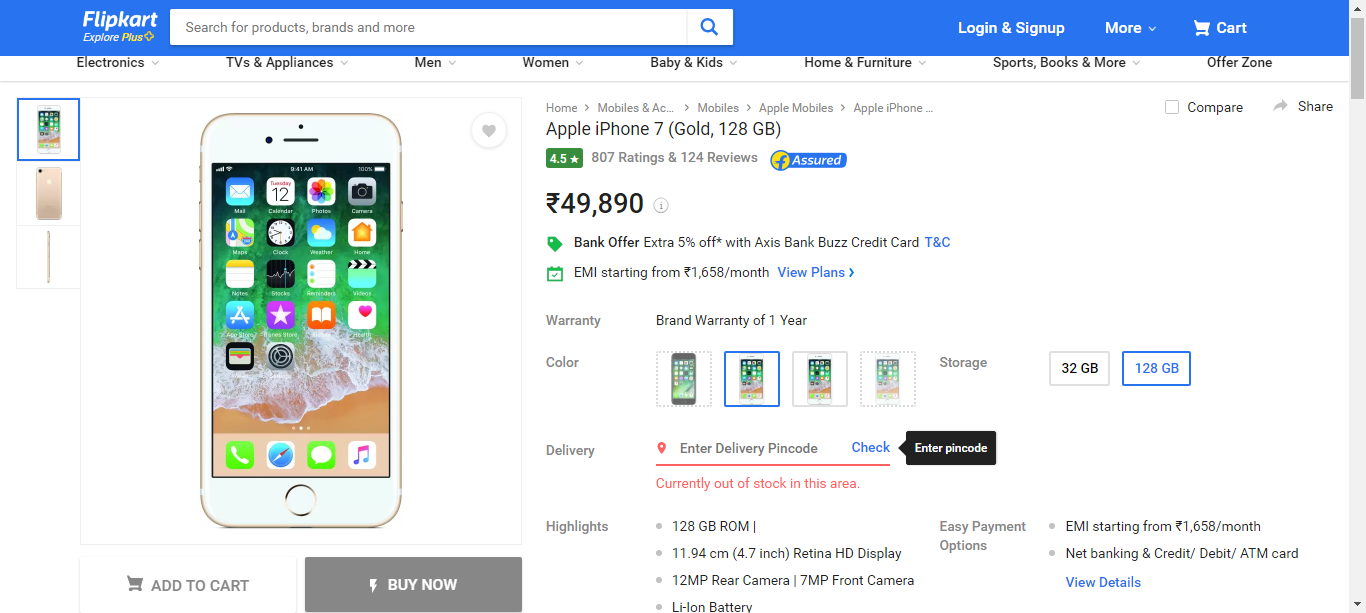 Flipkart
Explore Plus
Search for products, brands and more
Login & Signup
More
Cart
Electronics
TVs & Appliances
Men
Women
Baby & Kids
Home & Furniture
Sports, Books & More
Offer Zone
Home > Mobiles & Ac... > Mobiles > Apple Mobiles > Apple iPhone ...
Compare
Share
Apple iPhone 7 (Gold, 128 GB)
4.5 ★ 807 Ratings & 124 Reviews
f Assured
₹49,890
Bank Offer Extra 5% off* with Axis Bank Buzz Credit Card T&C
EMI starting from ₹1,658/month View Plans >
Warranty
Brand Warranty of 1 Year
Color
Storage
32 GB
128 GB
Delivery
Enter Delivery Pincode
Check
Enter pincode
Currently out of stock in this area.
Highlights
128 GB ROM |
11.94 cm (4.7 inch) Retina HD Display
12MP Rear Camera | 7MP Front Camera
Li-Ion Battery
Easy Payment
Options
EMI starting from ₹1,658/month
Net banking & Credit/ Debit/ ATM card
View Details
9:41 AM
100%
Tuesday
12
Mail
Calendar
Photos
Camera
Maps
Clock
Weather
Home
Notes
Stocks
Reminders
Videos
App Store
iTunes Store
Health
ADD TO CART
BUY NOW